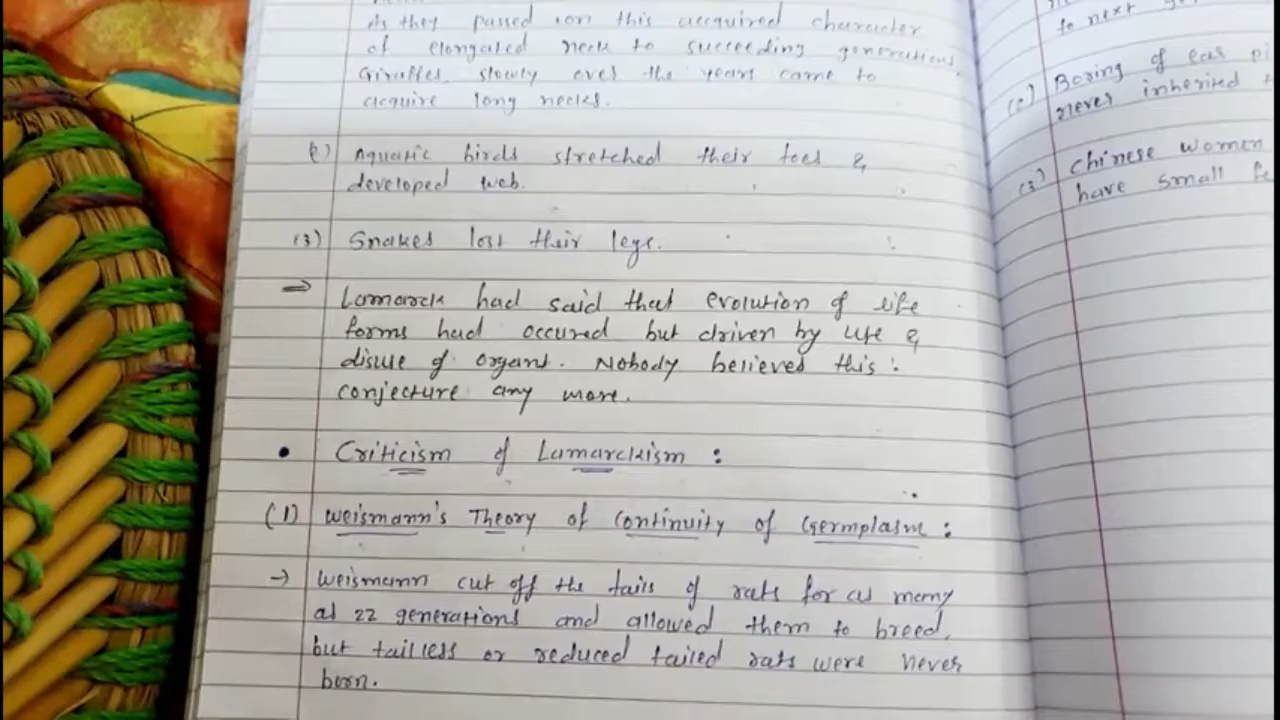 As they passed on this acquired character
of elongated neck to succeeding generations
Giraffes, slowly over the years came to
acquire long necks.
2) Aquatic birds stretched their toes &
developed web.
(3) Snakes lost their legs.
⇒ Lamarck had said that evolution of life
forms had occured but driven by use &
disuse of organs. Nobody believed this
conjecture any more.
• Criticism of Lamarckism :
(1) Weismann's Theory of Continuity of Germplasm :
→ Weismann cut off the tails of rats for as many
as 22 generations and allowed them to breed,
but tailless or reduced tailed rats were never
born.
to next
(2) Boring of ear
never inherited
(3) Chinese women
have small